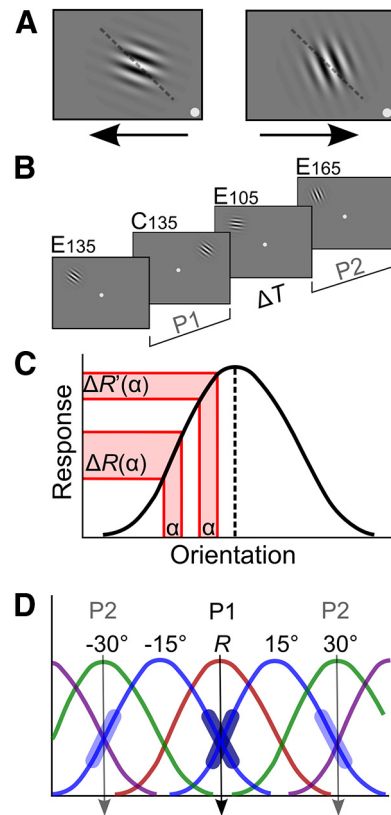 A
B
E135
C135
E105
E165
P1
ΔT
P2
C
Response
ΔR'(α)
ΔR(α)
α
α
Orientation
D
P2
P1
P2
-30°
-15°
R
15°
30°